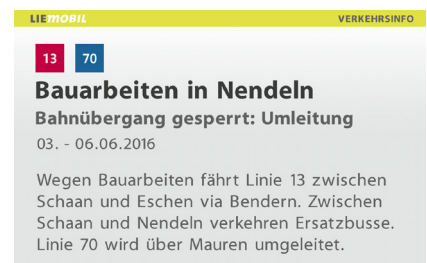 LIEmobil VERKEHRSINFO
13 70
Bauarbeiten in Nendeln
Bahnübergang gesperrt: Umleitung
03. - 06.06.2016
Wegen Bauarbeiten fährt Linie 13 zwischen
Schaan und Eschen via Bendern. Zwischen
Schaan und Nendeln verkehren Ersatzbusse.
Linie 70 wird über Mauren umgeleitet.